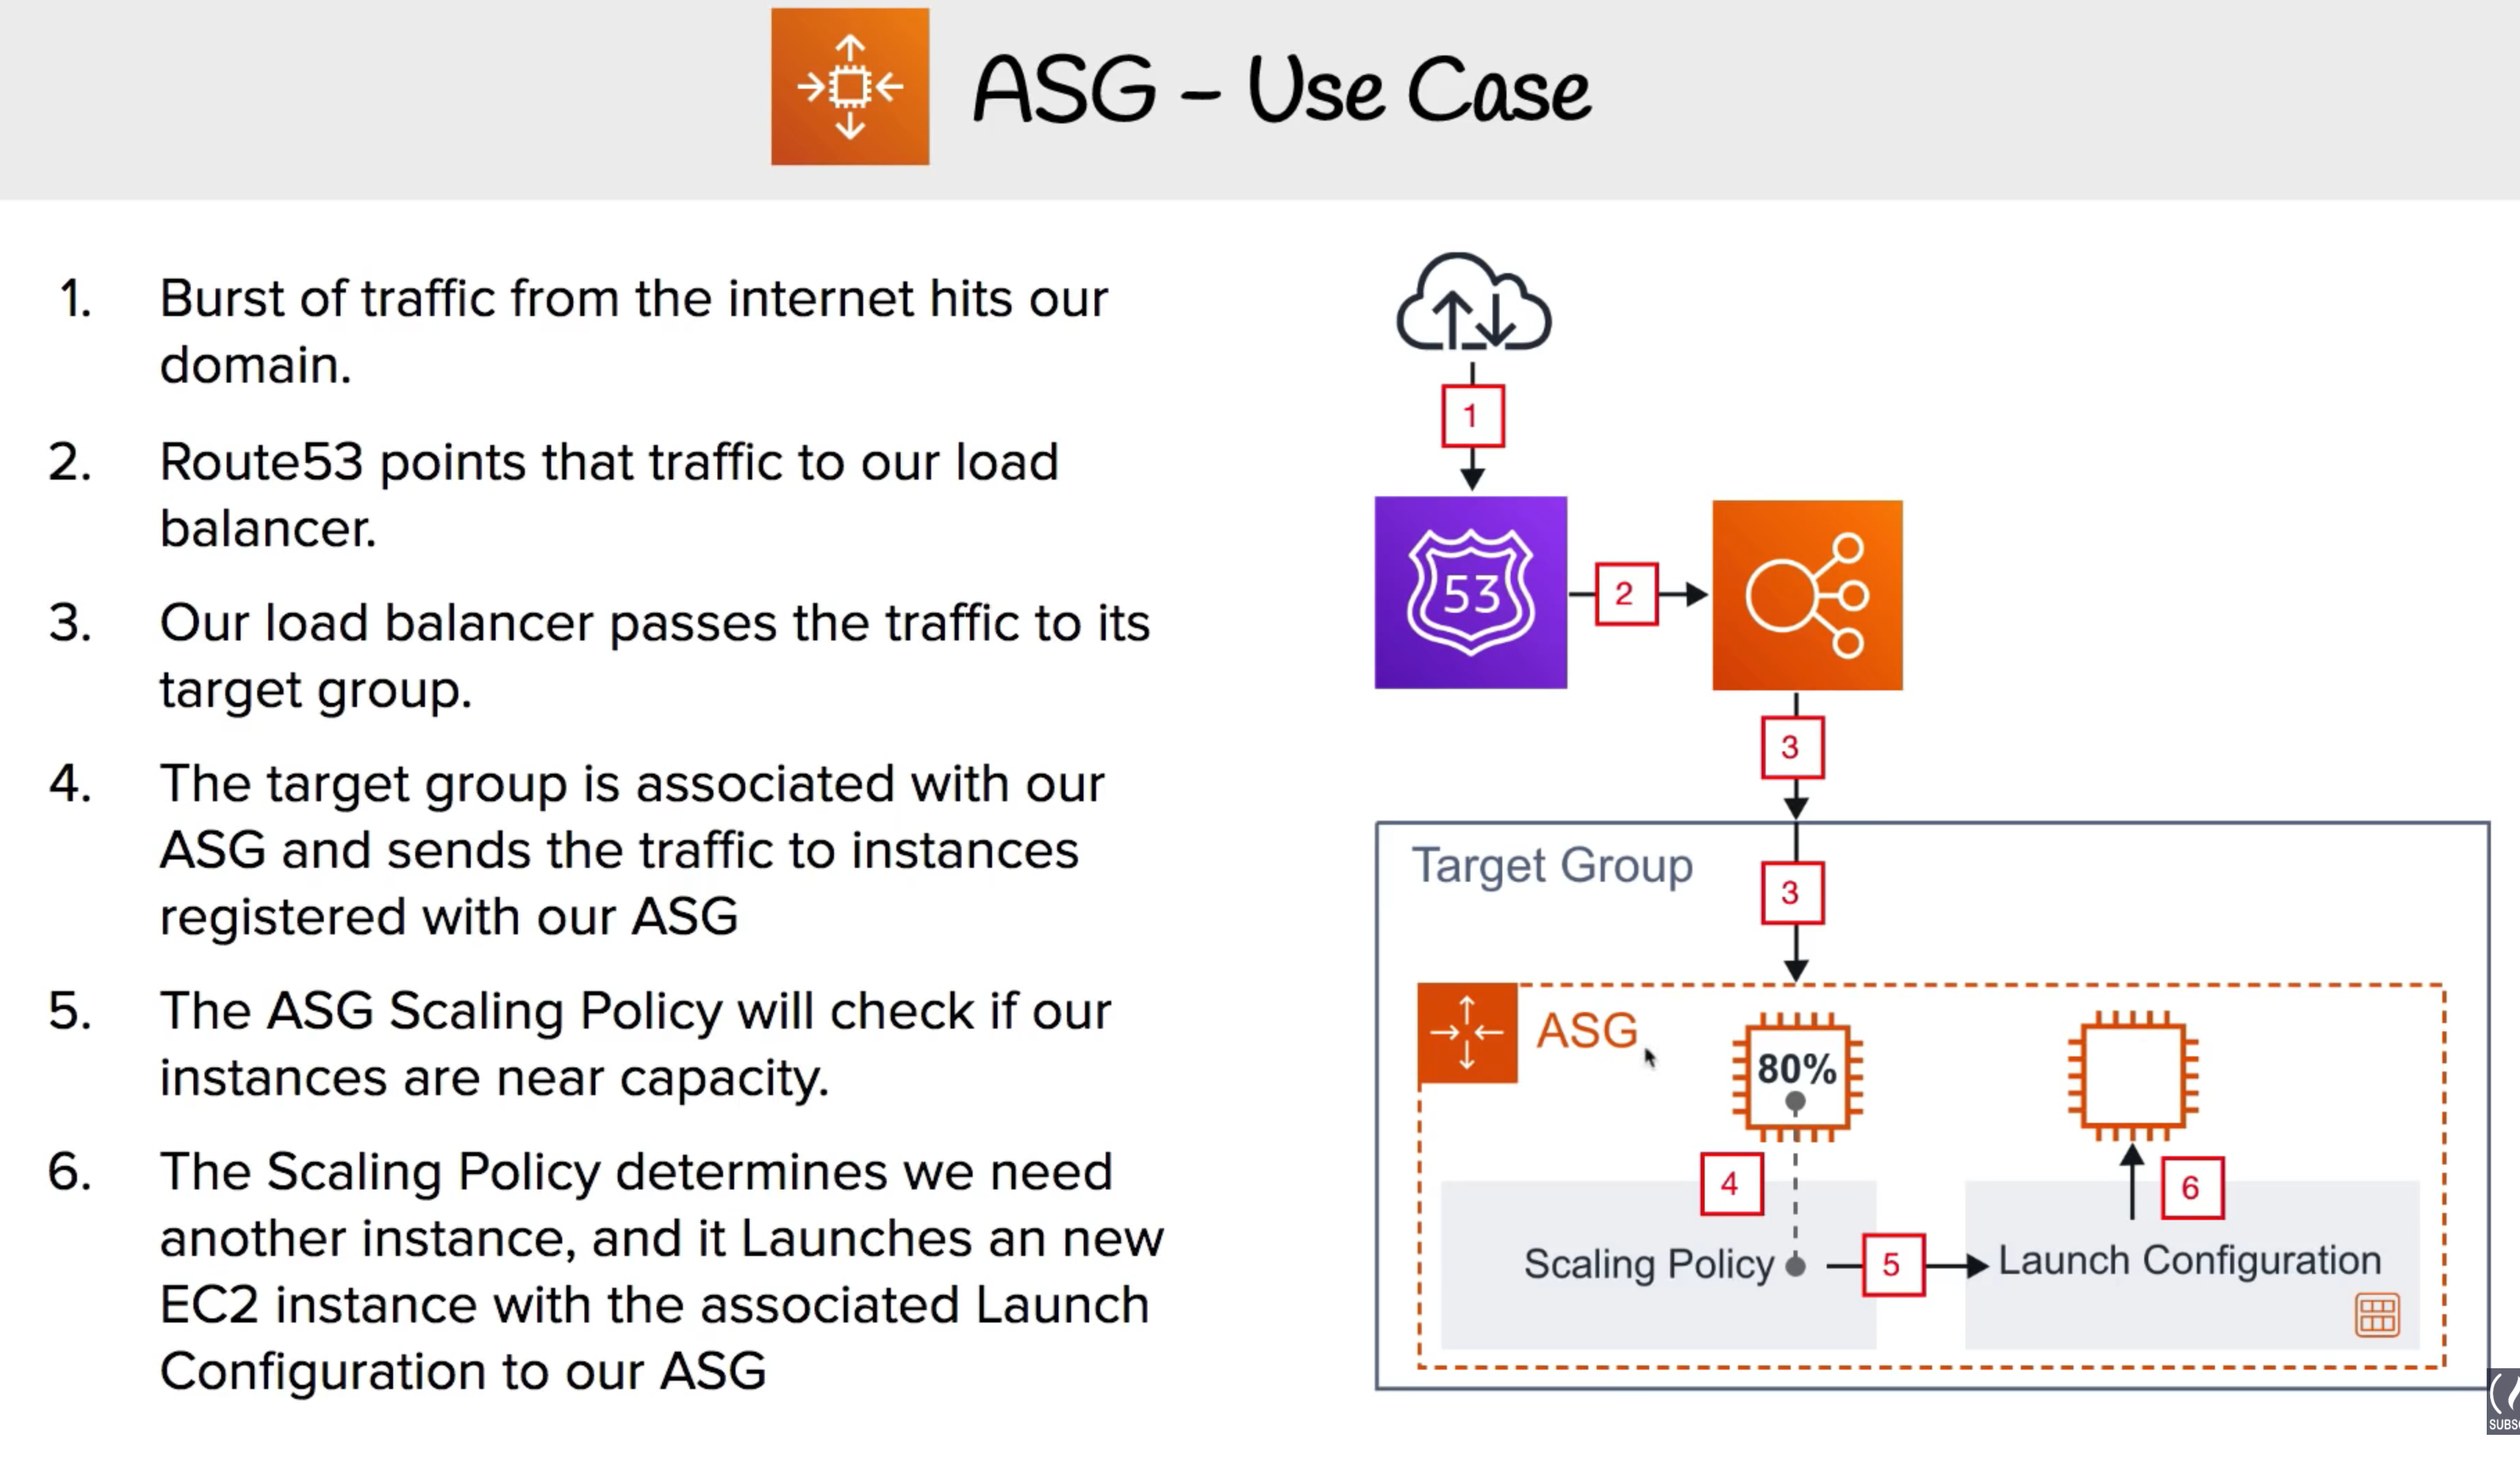 ASG - Use Case
1. Burst of traffic from the internet hits our
domain.
2. Route53 points that traffic to our load
balancer.
3. Our load balancer passes the traffic to its
target group.
4. The target group is associated with our
ASG and sends the traffic to instances
registered with our ASG
5. The ASG Scaling Policy will check if our
instances are near capacity.
6. The Scaling Policy determines we need
another instance, and it Launches an new
EC2 instance with the associated Launch
Configuration to our ASG
1
53
2
3
Target Group
3
ASG
80%
4
6
Scaling Policy
5
Launch Configuration